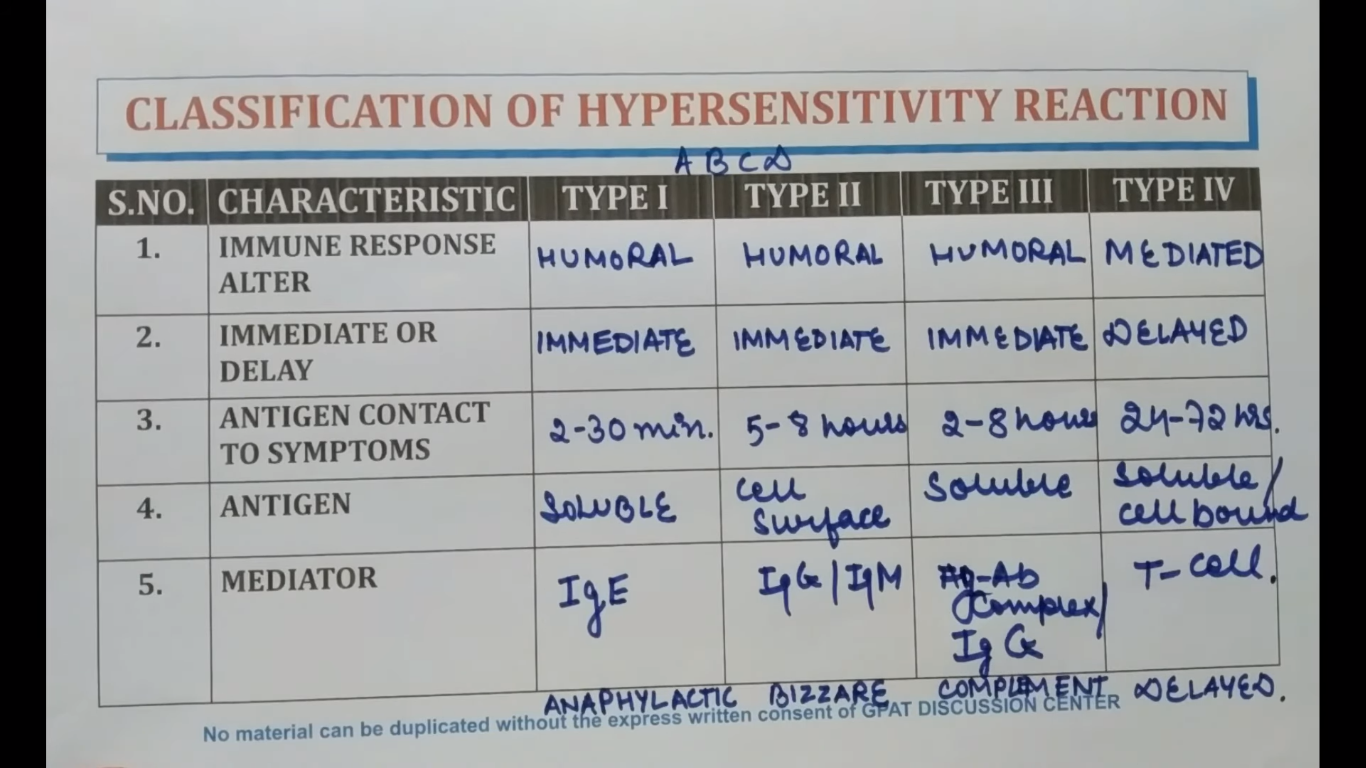 CLASSIFICATION OF HYPERSENSITIVITY REACTION
A B C D
S.NO. CHARACTERISTIC TYPE I TYPE II TYPE III TYPE IV
1. IMMUNE RESPONSE ALTER HUMORAL HUMORAL HUMORAL MEDIATED
2. IMMEDIATE OR DELAY IMMEDIATE IMMEDIATE IMMEDIATE DELAYED
3. ANTIGEN CONTACT TO SYMPTOMS 2-30 min. 5-8 hours 2-8 hours 24-72 hrs.
4. ANTIGEN SOLUBLE cell surface soluble soluble/ cell bound
5. MEDIATOR IgE IgG/IgM Ag-Ab complex/ IgG T-cell.
ANAPHYLACTIC BIZZARE COMPLEMENT DELAYED.
No material can be duplicated without the express written consent of GPAT DISCUSSION CENTER